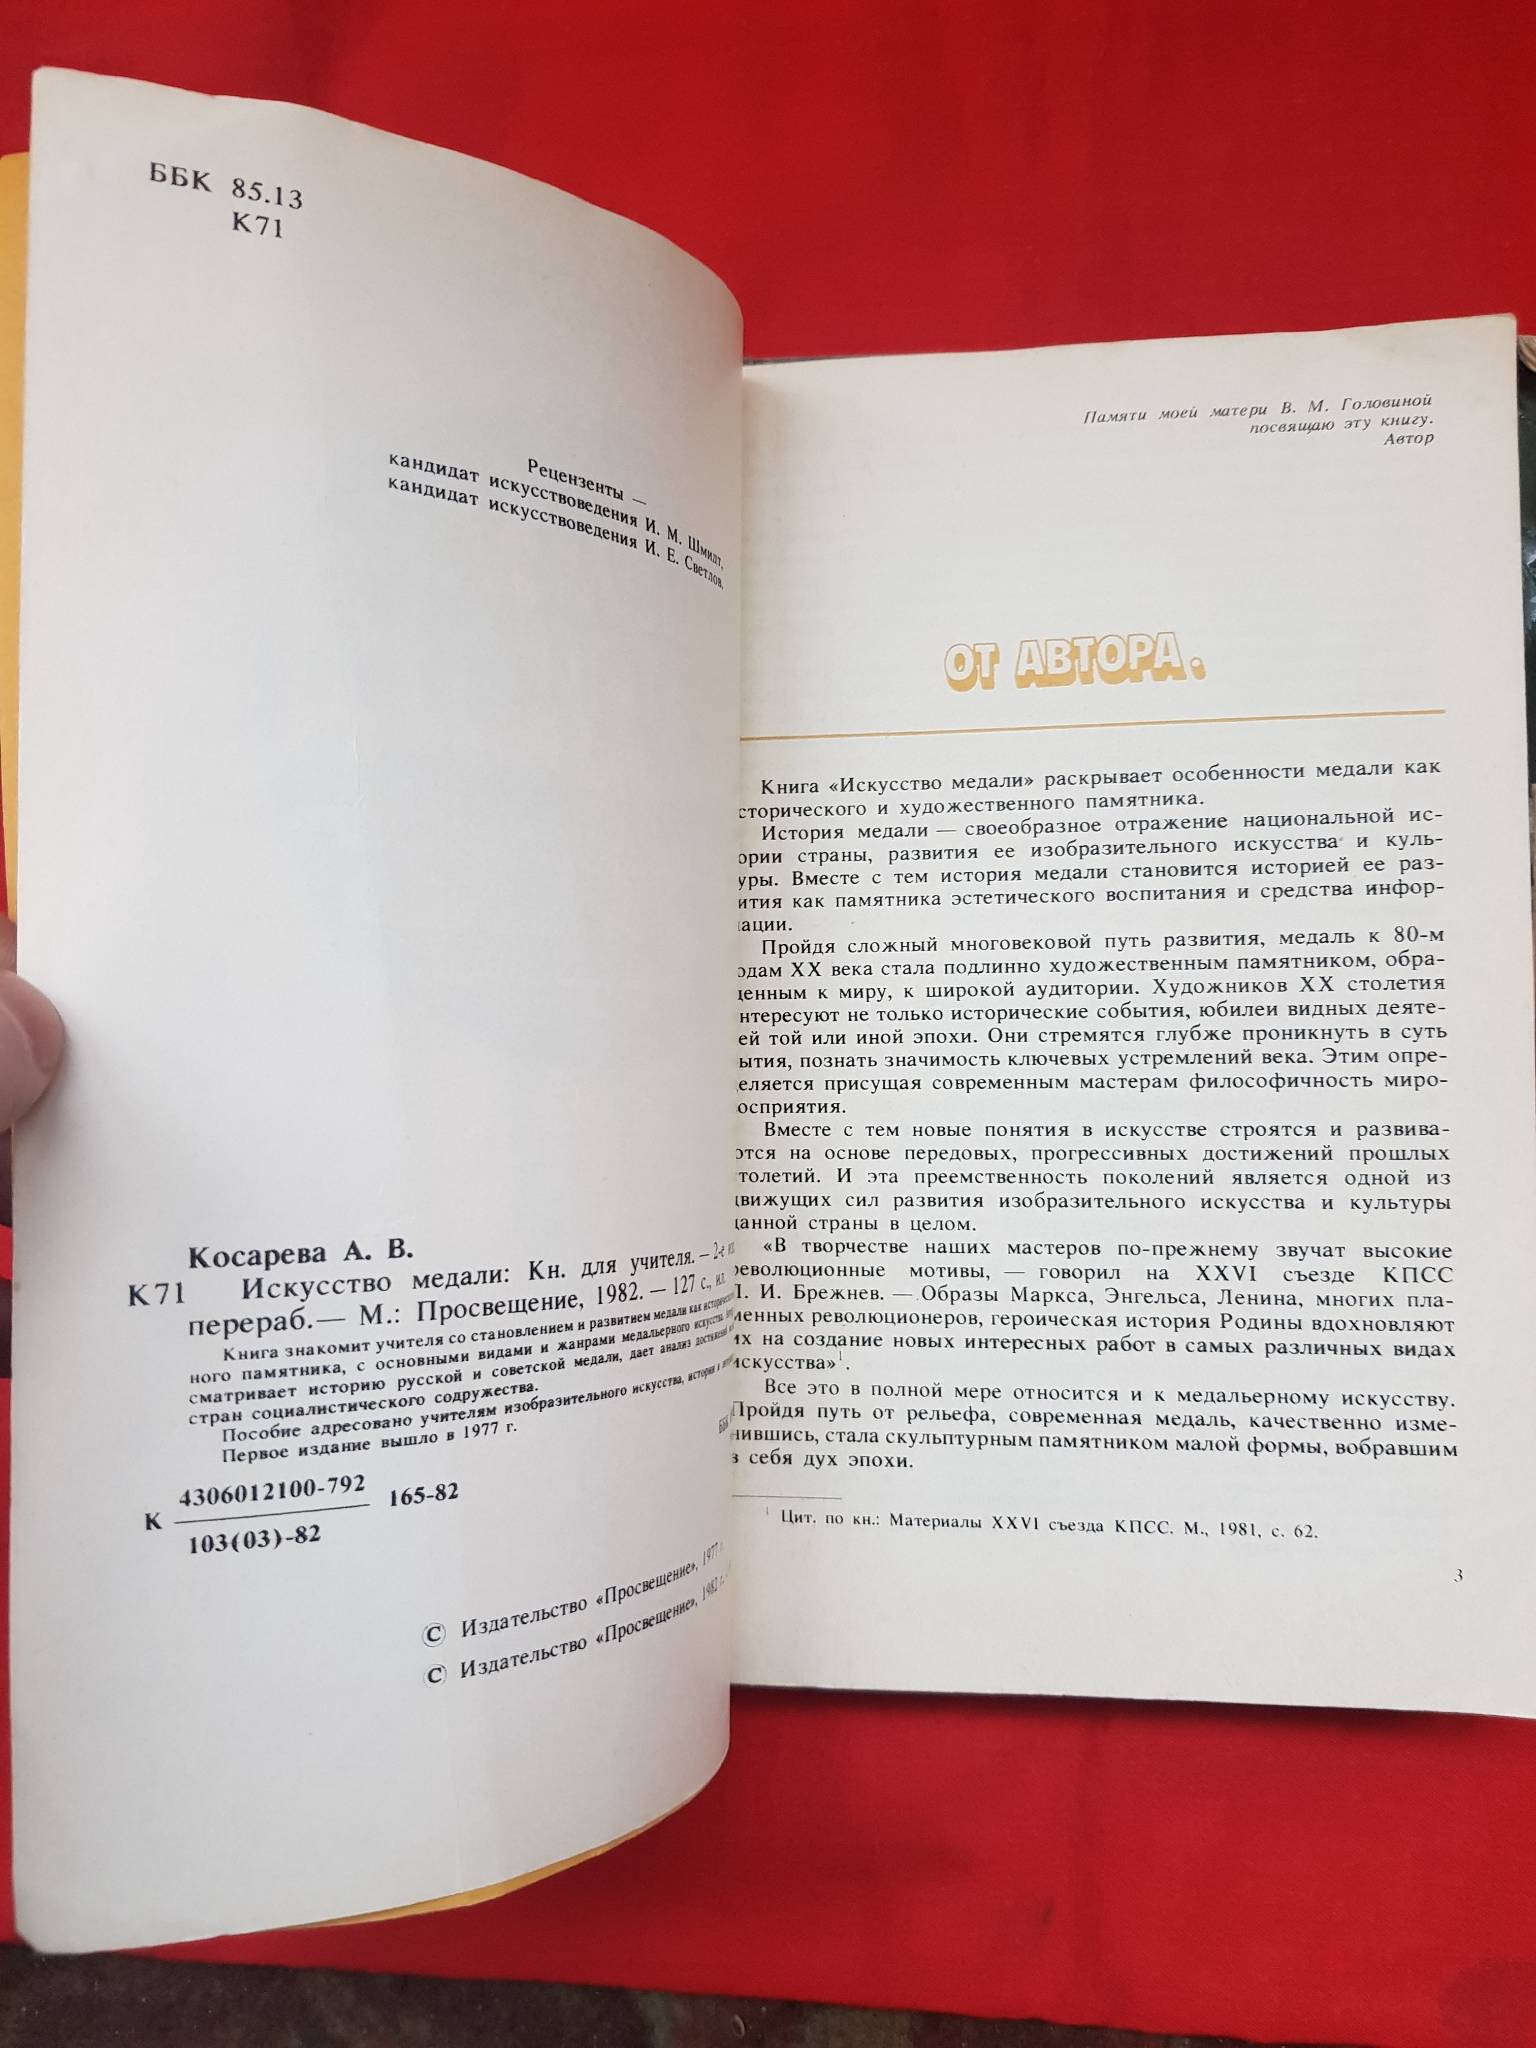 ББК 85.13
К71
Рецензенты —
кандидат искусствоведения И. М. Шмидт,
кандидат искусствоведения И. Е. Светлов.
Косарева А. В.
К71 Искусство медали: Кн. для учителя. — 2-е
перераб. — М.: Просвещение, 1982. — 127 с., ил.
Книга знакомит учителя со становлением и развитием медали как
ного памятника, с основными видами и жанрами медальерного искусства.
сматривает историю русской и советской медали, дает анализ достижений
стран социалистического содружества.
Пособие адресовано учителям изобразительного искусства, истории и
Первое издание вышло в 1977 г.
ББК
К 4306012100-792 165-82
103(03)-82
© Издательство «Просвещение», 1977
© Издательство «Просвещение», 1982 г.
Памяти моей матери В. М. Головиной
посвящаю эту книгу.
Автор
ОТ АВТОРА.
Книга «Искусство медали» раскрывает особенности медали как
сторического и художественного памятника.
История медали — своеобразное отражение национальной ис-
ории страны, развития ее изобразительного искусства и куль-
уры. Вместе с тем история медали становится историей ее раз-
ития как памятника эстетического воспитания и средства инфор-
ации.
Пройдя сложный многовековой путь развития, медаль к 80-м
одам XX века стала подлинно художественным памятником, обра-
щенным к миру, к широкой аудитории. Художников XX столетия
нтересуют не только исторические события, юбилеи видных деяте-
ей той или иной эпохи. Они стремятся глубже проникнуть в суть
ытия, познать значимость ключевых устремлений века. Этим опре-
деляется присущая современным мастерам философичность миро-
осприятия.
Вместе с тем новые понятия в искусстве строятся и развива-
ются на основе передовых, прогрессивных достижений прошлых
толетий. И эта преемственность поколений является одной из
движущих сил развития изобразительного искусства и культуры
данной страны в целом.
«В творчестве наших мастеров по-прежнему звучат высокие
революционные мотивы, — говорил на XXVI съезде КПСС
Л. И. Брежнев. — Образы Маркса, Энгельса, Ленина, многих пла-
менных революционеров, героическая история Родины вдохновляют
их на создание новых интересных работ в самых различных видах
искусства»¹.
Все это в полной мере относится и к медальерному искусству.
Пройдя путь от рельефа, современная медаль, качественно изме-
нившись, стала скульптурным памятником малой формы, вобравшим
в себя дух эпохи.
¹ Цит. по кн.: Материалы XXVI съезда КПСС. М., 1981, с. 62.
3